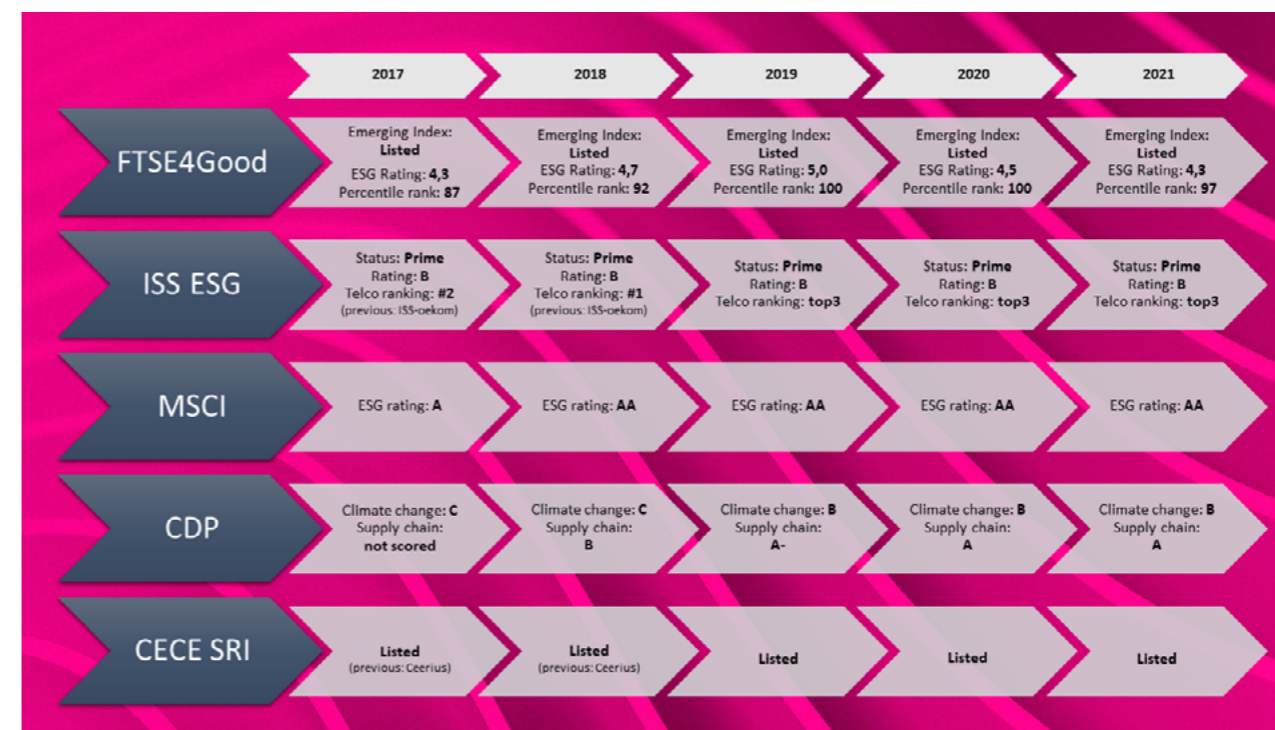 2017
2018
2019
2020
2021
FTSE4Good
Emerging Index:
Listed
ESG Rating: 4,3
Percentile rank: 87
Emerging Index:
Listed
ESG Rating: 4,7
Percentile rank: 92
Emerging Index:
Listed
ESG Rating: 5,0
Percentile rank: 100
Emerging Index:
Listed
ESG Rating: 4,5
Percentile rank: 100
Emerging Index:
Listed
ESG Rating: 4,3
Percentile rank: 97
ISS ESG
Status: Prime
Rating: B
Telco ranking: #2
(previous: ISS-oekom)
Status: Prime
Rating: B
Telco ranking: #1
(previous: ISS-oekom)
Status: Prime
Rating: B
Telco ranking: top3
Status: Prime
Rating: B
Telco ranking: top3
Status: Prime
Rating: B
Telco ranking: top3
MSCI
ESG rating: A
ESG rating: AA
ESG rating: AA
ESG rating: AA
ESG rating: AA
CDP
Climate change: C
Supply chain:
not scored
Climate change: C
Supply chain:
B
Climate change: B
Supply chain:
A-
Climate change: B
Supply chain:
A
Climate change: B
Supply chain:
A
CECE SRI
Listed
(previous: Ceerius)
Listed
(previous: Ceerius)
Listed
Listed
Listed